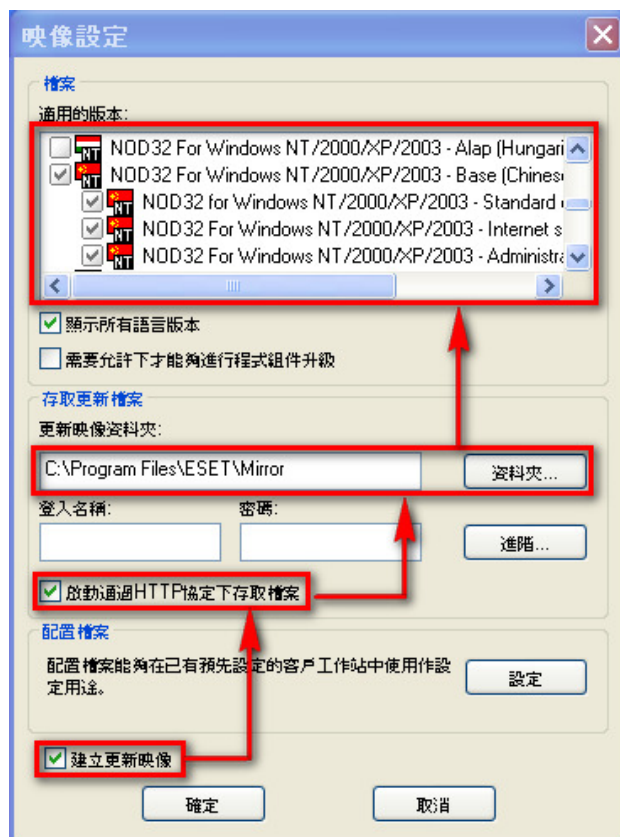 映像設定
檔案
適用的版本:
NT NOD32 For Windows NT/2000/XP/2003 - Alap (Hungari
NT NOD32 For Windows NT/2000/XP/2003 - Base (Chines
NT NOD32 for Windows NT/2000/XP/2003 - Standard
NT NOD32 For Windows NT/2000/XP/2003 - Internet s
NT NOD32 For Windows NT/2000/XP/2003 - Administra
顯示所有語言版本
需要允許下才能夠進行程式組件升級
存取更新檔案
更新映像資料夾:
C:\Program Files\ESET\Mirror
資料夾...
登入名稱: 密碼:
進階...
啟動通過HTTP協定下存取檔案
配置檔案
配置檔案能夠在已有預先設定的客戶工作站中使用作設
定用途。
設定
建立更新映像
確定 取消